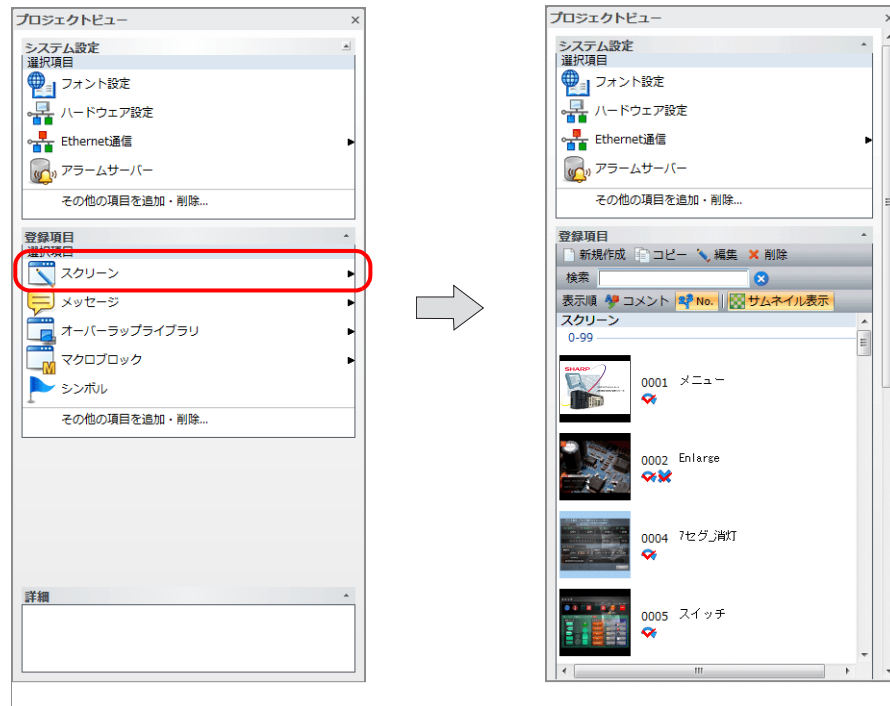 プロジェクトビュー
システム設定
選択項目
フォント設定
ハードウェア設定
Ethernet通信
アラームサーバー
その他の項目を追加・削除...
登録項目
選択項目
スクリーン
メッセージ
オーバーラップライブラリ
マクロブロック
シンボル
その他の項目を追加・削除...
詳細
プロジェクトビュー
システム設定
選択項目
フォント設定
ハードウェア設定
Ethernet通信
アラームサーバー
その他の項目を追加・削除...
登録項目
新規作成 コピー 編集 削除
検索
表示順 コメント No. サムネイル表示
スクリーン
0-99
SHARP
0001 メニュー
0002 Enlarge
0004 7セグ_消灯
0005 スイッチ